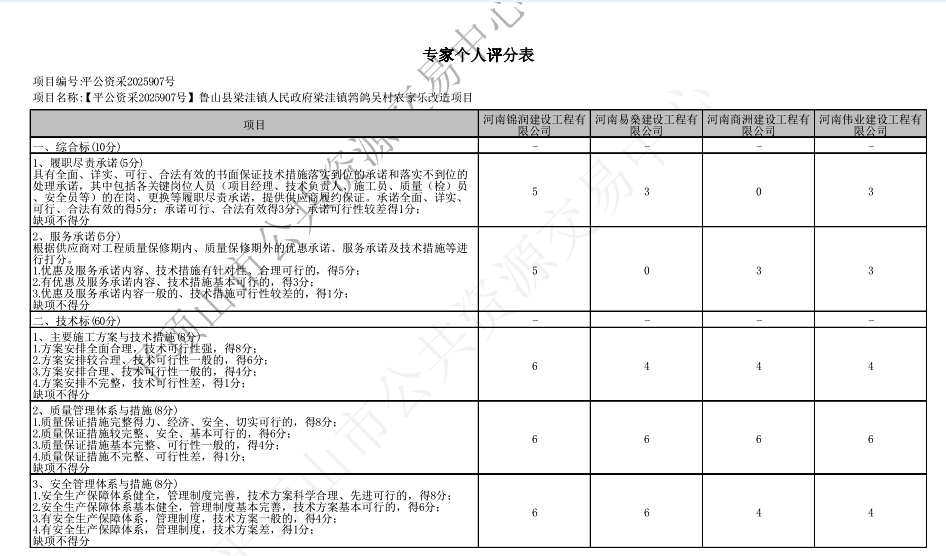 专家个人评分表
项目编号:平公资采2025907号
项目名称:【平公资采2025907号】鲁山县梁洼镇人民政府梁洼镇鹁鸽吴村农家乐改造项目
项目 河南锦润建设工程有限公司 河南易燊建设工程有限公司 河南商洲建设工程有限公司 河南伟业建设工程有限公司
一、综合标(10分) - - - -
1、履职尽责承诺(5分)
具有全面、详实、可行、合法有效的书面保证技术措施落实到位的承诺和落实不到位的
处理承诺，其中包括各关键岗位人员（项目经理、技术负责人、施工员、质量（检）员
、安全员等）的在岗、更换等履职尽责承诺，提供供应商履约保证。承诺全面、详实、
可行、合法有效的得5分；承诺可行、合法有效得3分；承诺可行性较差得1分；
缺项不得分
5 3 0 3
2、服务承诺(5分)
根据供应商对工程质量保修期内、质量保修期外的优惠承诺、服务承诺及技术措施等进
行打分。
1.优惠及服务承诺内容、技术措施有针对性、合理可行的，得5分；
2.有优惠及服务承诺内容、技术措施基本可行的，得3分；
3.优惠及服务承诺内容一般的、技术措施可行性较差的，得1分；
缺项不得分
5 0 3 3
二、技术标(60分) - - - -
1、主要施工方案与技术措施(8分)
1.方案安排全面合理，技术可行性强，得8分；
2.方案安排较合理、技术可行性一般的，得6分；
3.方案安排合理、技术可行性一般的，得4分；
4.方案安排不完整，技术可行性差，得1分；
缺项不得分
6 4 4 4
2、质量管理体系与措施(8分)
1.质量保证措施完整得力、经济、安全、切实可行的，得8分；
2.质量保证措施较完整、安全、基本可行的，得6分；
3.质量保证措施基本完整、可行性一般的，得4分；
4.质量保证措施不完整、可行性差，得1分；
缺项不得分
6 6 6 6
3、安全管理体系与措施(8分)
1.安全生产保障体系健全，管理制度完善，技术方案科学合理、先进可行的，得8分；
2.安全生产保障体系基本健全，管理制度基本完善，技术方案基本可行的，得6分；
3.有安全生产保障体系，管理制度，技术方案一般的，得4分；
4.有安全生产保障体系，管理制度，技术方案差，得1分；
缺项不得分
6 6 4 4
平顶山市公共资源交易中心
平顶山市公共资源交易中心